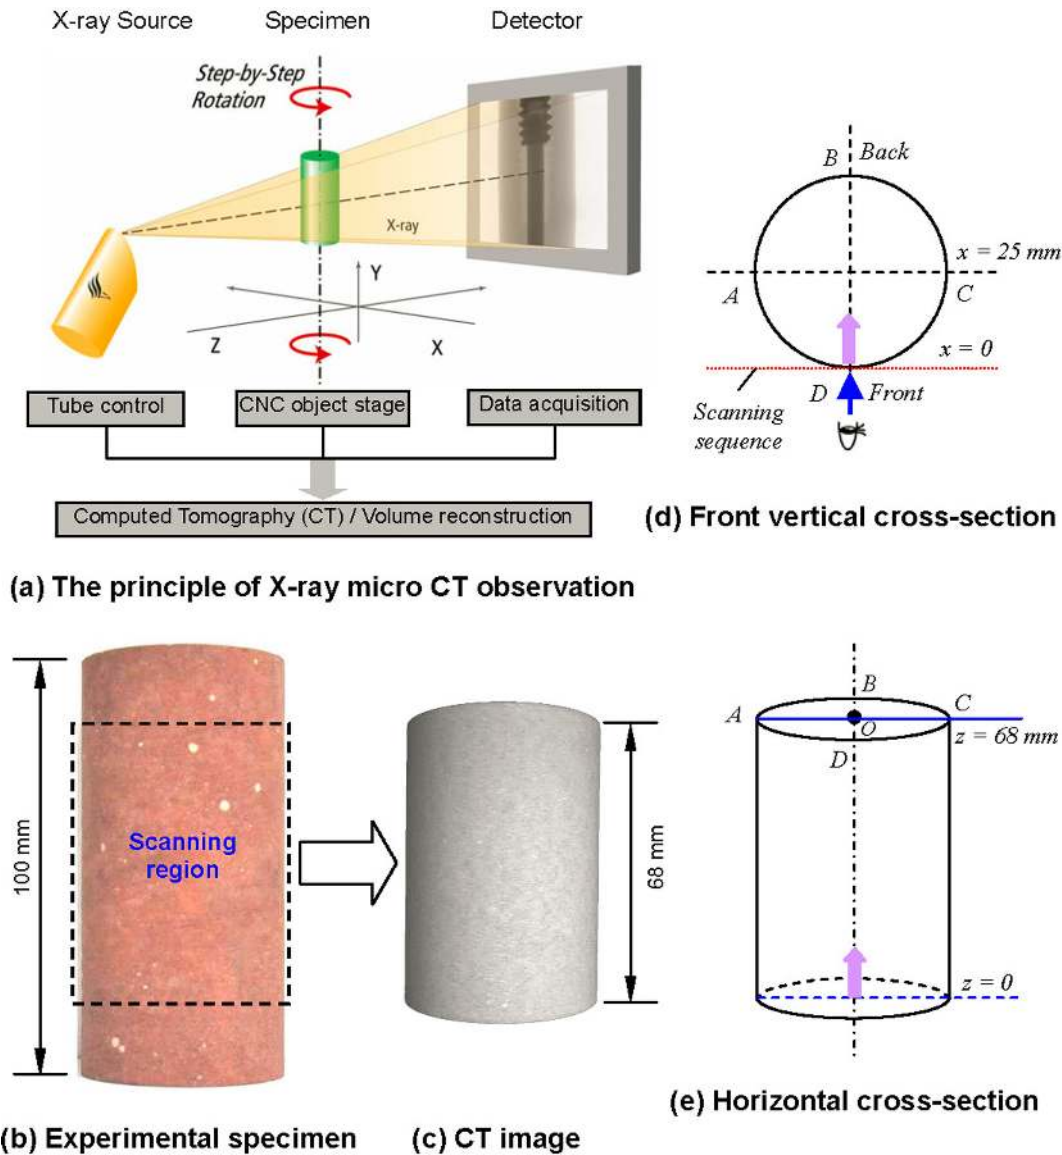 X-ray Source
Specimen
Detector
Step-by-Step
Rotation
X-ray
Y
Z
X
Tube control
CNC object stage
Data acquisition
Computed Tomography (CT) / Volume reconstruction
(a) The principle of X-ray micro CT observation
B
Back
x = 25 mm
A
C
x = 0
D
Front
Scanning
sequence
(d) Front vertical cross-section
100 mm
Scanning
region
(b) Experimental specimen
68 mm
(c) CT image
B
A
C
O
z = 68 mm
D
z = 0
(e) Horizontal cross-section